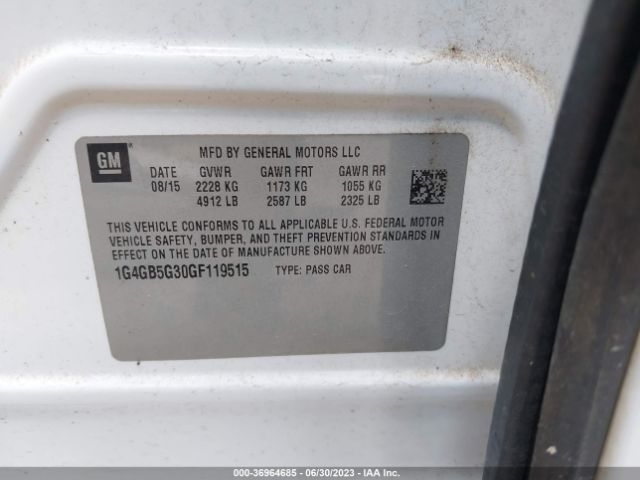 GM
MFD BY GENERAL MOTORS LLC
DATE GVWR GAWR FRT GAWR RR
08/15 2228 KG 1173 KG 1055 KG
4912 LB 2587 LB 2325 LB
THIS VEHICLE CONFORMS TO ALL APPLICABLE U.S. FEDERAL MOTOR
VEHICLE SAFETY, BUMPER, AND THEFT PREVENTION STANDARDS IN
EFFECT ON THE DATE OF MANUFACTURE SHOWN ABOVE.
1G4GB5G30GF119515 TYPE: PASS CAR
000-36964685 - 06/30/2023 - IAA Inc.